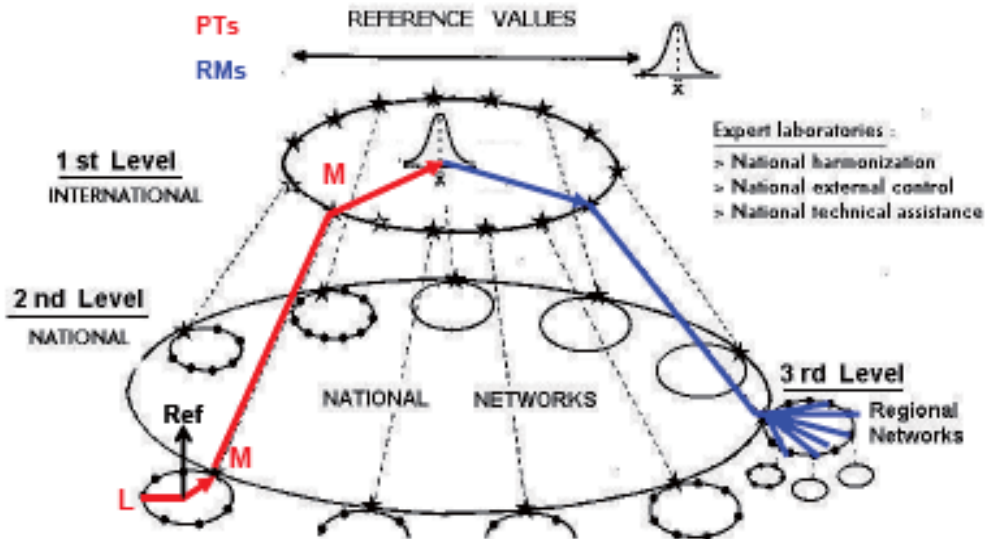 PTs
REFERENCE VALUES
RMs
x
Expert laboratories :
» National harmonization
» National external control
» National technical assistance
1 st Level
INTERNATIONAL
M
x
2 nd Level
NATIONAL
NATIONAL NETWORKS
3 rd Level
Regional
Networks
Ref
M
L